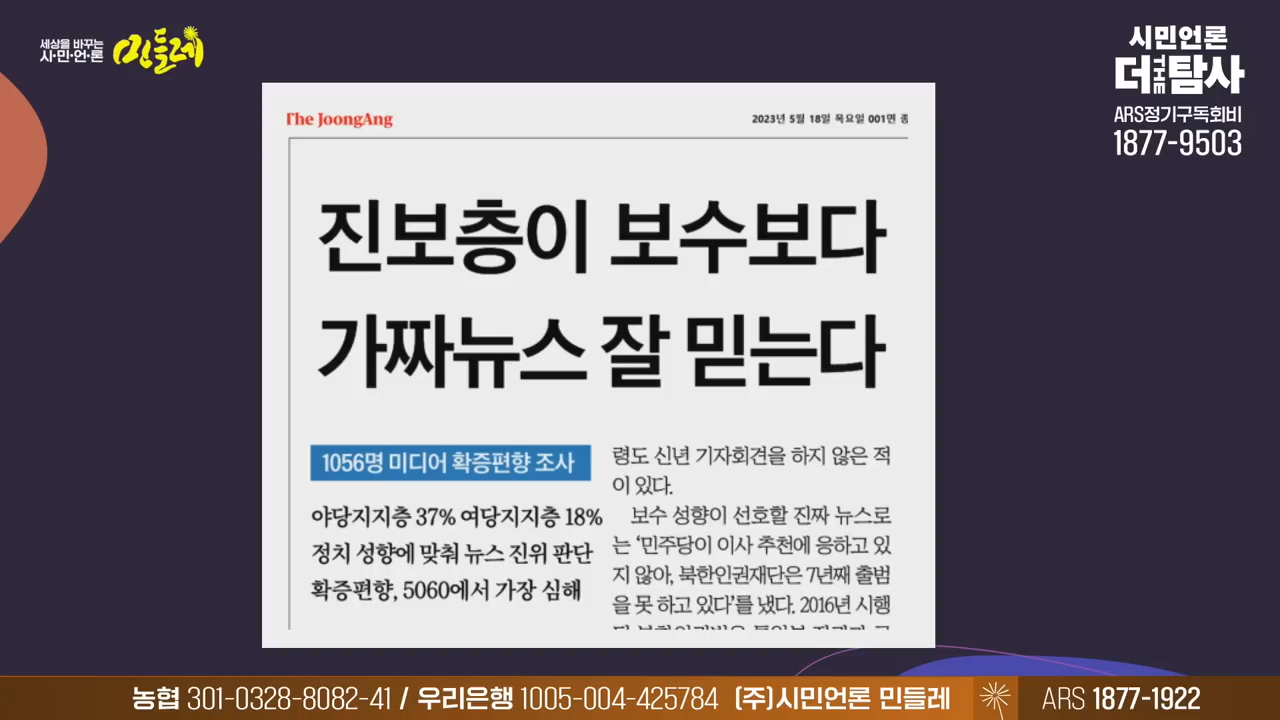 세상을 바꾸는
시·민·언·론
민들레
시민언론
더탐사
THEM
ARS정기구독회비
1877-9503
The JoongAng
2023년 5월 18일 목요일 001면 종
진보층이 보수보다
가짜뉴스 잘 믿는다
1056명 미디어 확증편향 조사
야당지지층 37% 여당지지층 18%
정치 성향에 맞춰 뉴스 진위 판단
확증편향, 5060에서 가장 심해
령도 신년 기자회견을 하지 않은 적
이 있다.
보수 성향이 선호할 진짜 뉴스로
는 ‘민주당이 이사 추천에 응하고 있
지 않아, 북한인권재단은 7년째 출범
을 못 하고 있다’를 냈다. 2016년 시행
농협 301-0328-8082-41 / 우리은행 1005-004-425784 (주)시민언론 민들레
ARS 1877-1922